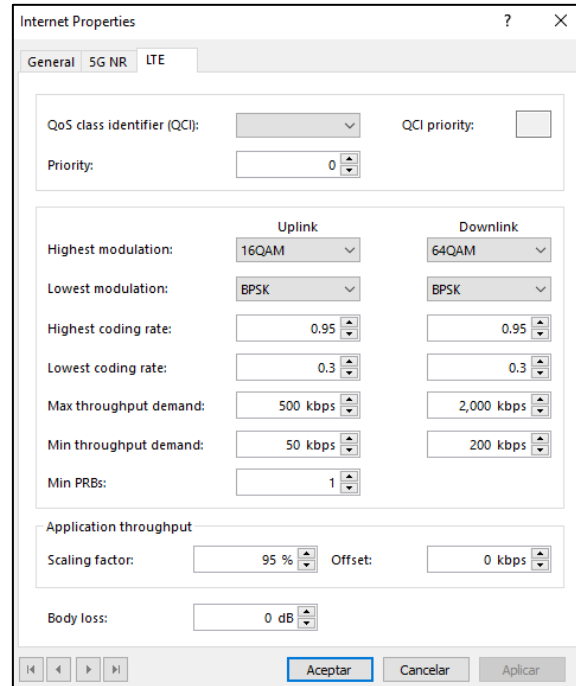 Internet Properties ? ×
General 5G NR LTE
QoS class identifier (QCI): QCI priority:
Priority: 0
Uplink Downlink
Highest modulation: 16QAM 64QAM
Lowest modulation: BPSK BPSK
Highest coding rate: 0.95 0.95
Lowest coding rate: 0.3 0.3
Max throughput demand: 500 kbps 2,000 kbps
Min throughput demand: 50 kbps 200 kbps
Min PRBs: 1
Application throughput
Scaling factor: 95 % Offset: 0 kbps
Body loss: 0 dB
Aceptar Cancelar Aplicar